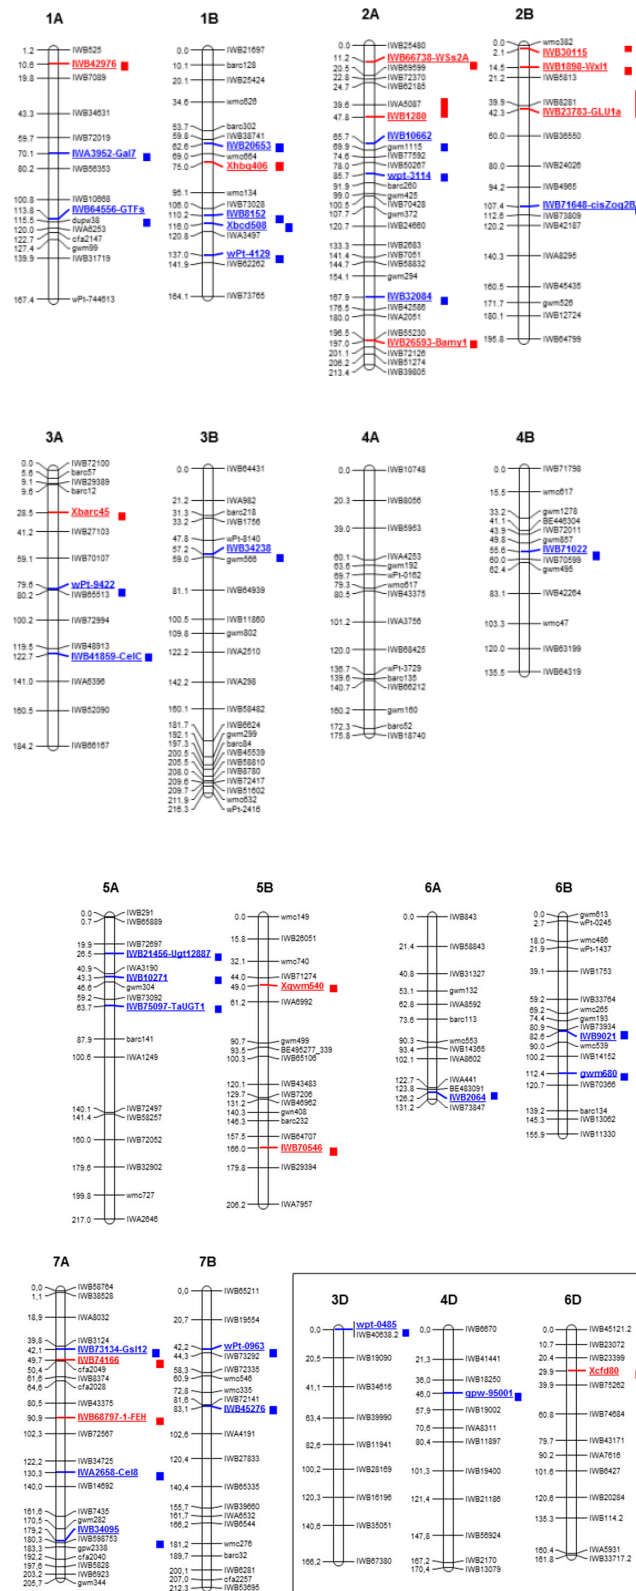 1A
1.2 IWB525
10.6 IWB42976
19.8 IWB7089
43.3 IWB34631
59.7 IWB72019
70.1 IWA3952-Gal7
80.2 IWB56353
100.8 IWB10668
113.8 IWB64556-GTFs
115.5 dupw38
120.0 IWA6253
122.7 cfa2147
127.4 gwm99
139.9 IWB31719
167.4 wPt-744613
1B
0.0 IWB21697
10.1 barc128
20.1 IWB25424
34.6 wmc626
53.7 barc302
59.8 IWB38741
62.6 IWB20653
69.0 wmc664
75.0 Xhbq406
95.1 wmc134
106.0 IWB73028
110.2 IWB8152
116.0 Xbcd508
120.8 IWA3497
137.0 wPt-4129
141.9 IWB62262
164.1 IWB73765
2A
0.0 IWB25480
11.2 IWB66738-WSs2A
20.5 IWB69599
22.8 IWB72370
24.7 IWB62185
39.6 IWA5087
47.8 IWB1280
65.7 IWB10662
69.9 gwm1115
74.6 IWB77592
78.0 IWB50267
85.7 wpt-3114
91.9 barc260
99.0 gwm425
100.5 IWB70428
107.7 gwm372
120.7 IWB24660
133.3 IWB2683
141.4 IWB7051
144.7 IWB58832
154.1 gwm294
167.9 IWB32084
176.5 IWB42586
180.0 IWA2051
196.5 IWB55230
197.0 IWB26593-Bamy1
201.1 IWB72126
206.2 IWB51274
213.4 IWB39805
2B
0.0 wmc382
2.1 IWB30115
14.5 IWB1898-Wxl1
21.2 IWB5813
39.9 IWB8281
42.3 IWB23783-GLU1a
60.0 IWB36550
80.0 IWB24026
94.2 IWB4965
107.4 IWB71648-cisZog2B
112.6 IWB73809
120.2 IWB42187
140.3 IWA8295
160.5 IWB45435
171.7 gwm526
180.1 IWB12724
195.8 IWB64799
3A
0.0 IWB72100
5.6 barc57
9.1 IWB29389
9.6 barc12
28.5 Xbarc45
41.2 IWB27103
59.1 IWB70107
79.6 wPt-9422
80.2 IWB65513
100.2 IWB72994
119.5 IWB48913
122.7 IWB41859-CelC
141.0 IWA6396
160.5 IWB52090
184.2 IWB66167
3B
0.0 IWB64431
21.2 IWA982
31.3 barc218
33.2 IWB1756
47.8 wPt-8140
57.2 IWB34238
59.0 gwm566
81.1 IWB64939
100.5 IWB11860
109.8 gwm802
122.2 IWA2510
142.2 IWA298
160.1 IWB58482
181.7 IWB6624
192.1 gwm299
197.3 barc84
200.5 IWB45539
205.5 IWB58810
208.0 IWB8780
209.6 IWB72417
209.7 IWB51602
211.9 wmc632
216.3 wPt-2416
4A
0.0 IWB10748
20.3 IWB8056
39.0 IWB5953
60.1 IWA4253
63.6 gwm192
69.7 wPt-0162
79.3 wmc617
80.5 IWB43375
101.2 IWA3756
120.0 IWB68425
136.7 wPt-3729
139.6 barc135
140.7 IWB66212
160.2 gwm160
172.3 barc52
175.8 IWB18740
4B
0.0 IWB71798
15.5 wmc617
33.2 gwm1278
41.1 BE446304
43.9 IWB72011
49.8 gwm857
55.6 IWB71022
60.0 IWB70599
62.4 gwm495
83.1 IWB42264
103.3 wmc47
120.0 IWB63199
135.5 IWB64319
5A
0.0 IWB291
0.7 IWB65889
19.9 IWB72697
26.5 IWB21456-Ugt12887
40.9 IWA3190
43.3 IWB10271
46.6 gwm304
59.2 IWB73092
63.7 IWB75097-TaUGT1
87.9 barc141
100.6 IWA1249
140.1 IWB72497
141.4 IWB58257
160.0 IWB72052
179.6 IWB32902
199.8 wmc727
217.0 IWA2646
5B
0.0 wmc149
15.8 IWB26051
32.1 wmc740
44.0 IWB71274
49.0 Xgwm540
61.2 IWA6992
90.7 gwm499
93.5 BE495277_339
100.3 IWB65106
120.1 IWB43483
129.7 IWB7206
131.2 IWB46962
140.3 gwn408
146.3 barc232
157.5 IWB64707
166.0 IWB70546
179.8 IWB29394
206.2 IWA7957
6A
0.0 IWB843
21.4 IWB58843
40.8 IWB31327
53.1 gwm132
62.8 IWA8592
73.6 barc113
90.3 wmc553
93.4 IWB14365
102.1 IWA8602
122.7 IWA441
123.8 BE483091
126.2 IWB2064
131.2 IWB73847
6B
0.0 gwm613
2.7 wPt-0245
18.0 wmc486
21.9 wPt-1437
39.1 IWB1753
59.2 IWB33764
69.2 wmc265
74.4 gwm193
80.9 IWB73934
82.6 IWB9021
90.0 wmc539
100.2 IWB14152
112.4 gwm680
120.7 IWB70366
139.2 barc134
145.3 IWB13062
155.9 IWB11330
7A
0,0 IWB58764
1,1 IWB38528
18,9 IWA8032
39,8 IWB3124
42,1 IWB73134-Gsl12
49,7 IWB74166
50,4 cfa2049
61,6 IWB8374
64,6 cfa2028
80,5 IWB43375
90,9 IWB68797-1-FEH
102,3 IWB72567
122,2 IWB34725
130,3 IWA2658-Cel8
140,0 IWB14692
161,6 IWB7435
170,5 gwm282
179,2 IWB34095
180,3 IWB598753
183,3 gpw2338
192,2 cfa2040
197,6 IWB5828
203,2 IWB6923
205,7 gwm344
7B
0,0 IWB65211
20,7 IWB19554
42,2 wPt-0963
44,3 IWB73292
58,3 IWB72335
60,9 wmc546
72,8 wmc335
81,6 IWB72141
83,1 IWB45276
102,6 IWA4191
120,4 IWB27833
120,4 IWB65335
155,7 IWB39660
161,7 IWA6532
166,2 IWB6544
181,2 wmc276
189,7 barc32
200,1 IWB6281
207,0 cfa2257
212,3 IWB53695
3D
0,0 wpt-0485
IWB40638.2
20,5 IWB19090
41,1 IWB34616
63,4 IWB39990
82,6 IWB11941
100,2 IWB28169
120,3 IWB16196
140,6 IWB35051
166,2 IWB67380
4D
0,0 IWB6670
21,3 IWB41441
36,0 IWB18250
46,0 gpw-95001
57,9 IWB19002
70,6 IWA8311
80,4 IWB11897
101,3 IWB19400
121,4 IWB21186
147,8 IWB56924
167,2 IWB2170
170,4 IWB13079
6D
0,0 IWB45121.2
10,7 IWB23072
20,4 IWB23399
29,9 Xcfd80
39,9 IWB75262
60,8 IWB74684
79,7 IWB43171
90,2 IWA7616
101,6 IWB6427
120,6 IWB20284
135,3 IWB114.2
160,4 IWA5931
161,8 IWB33717.2